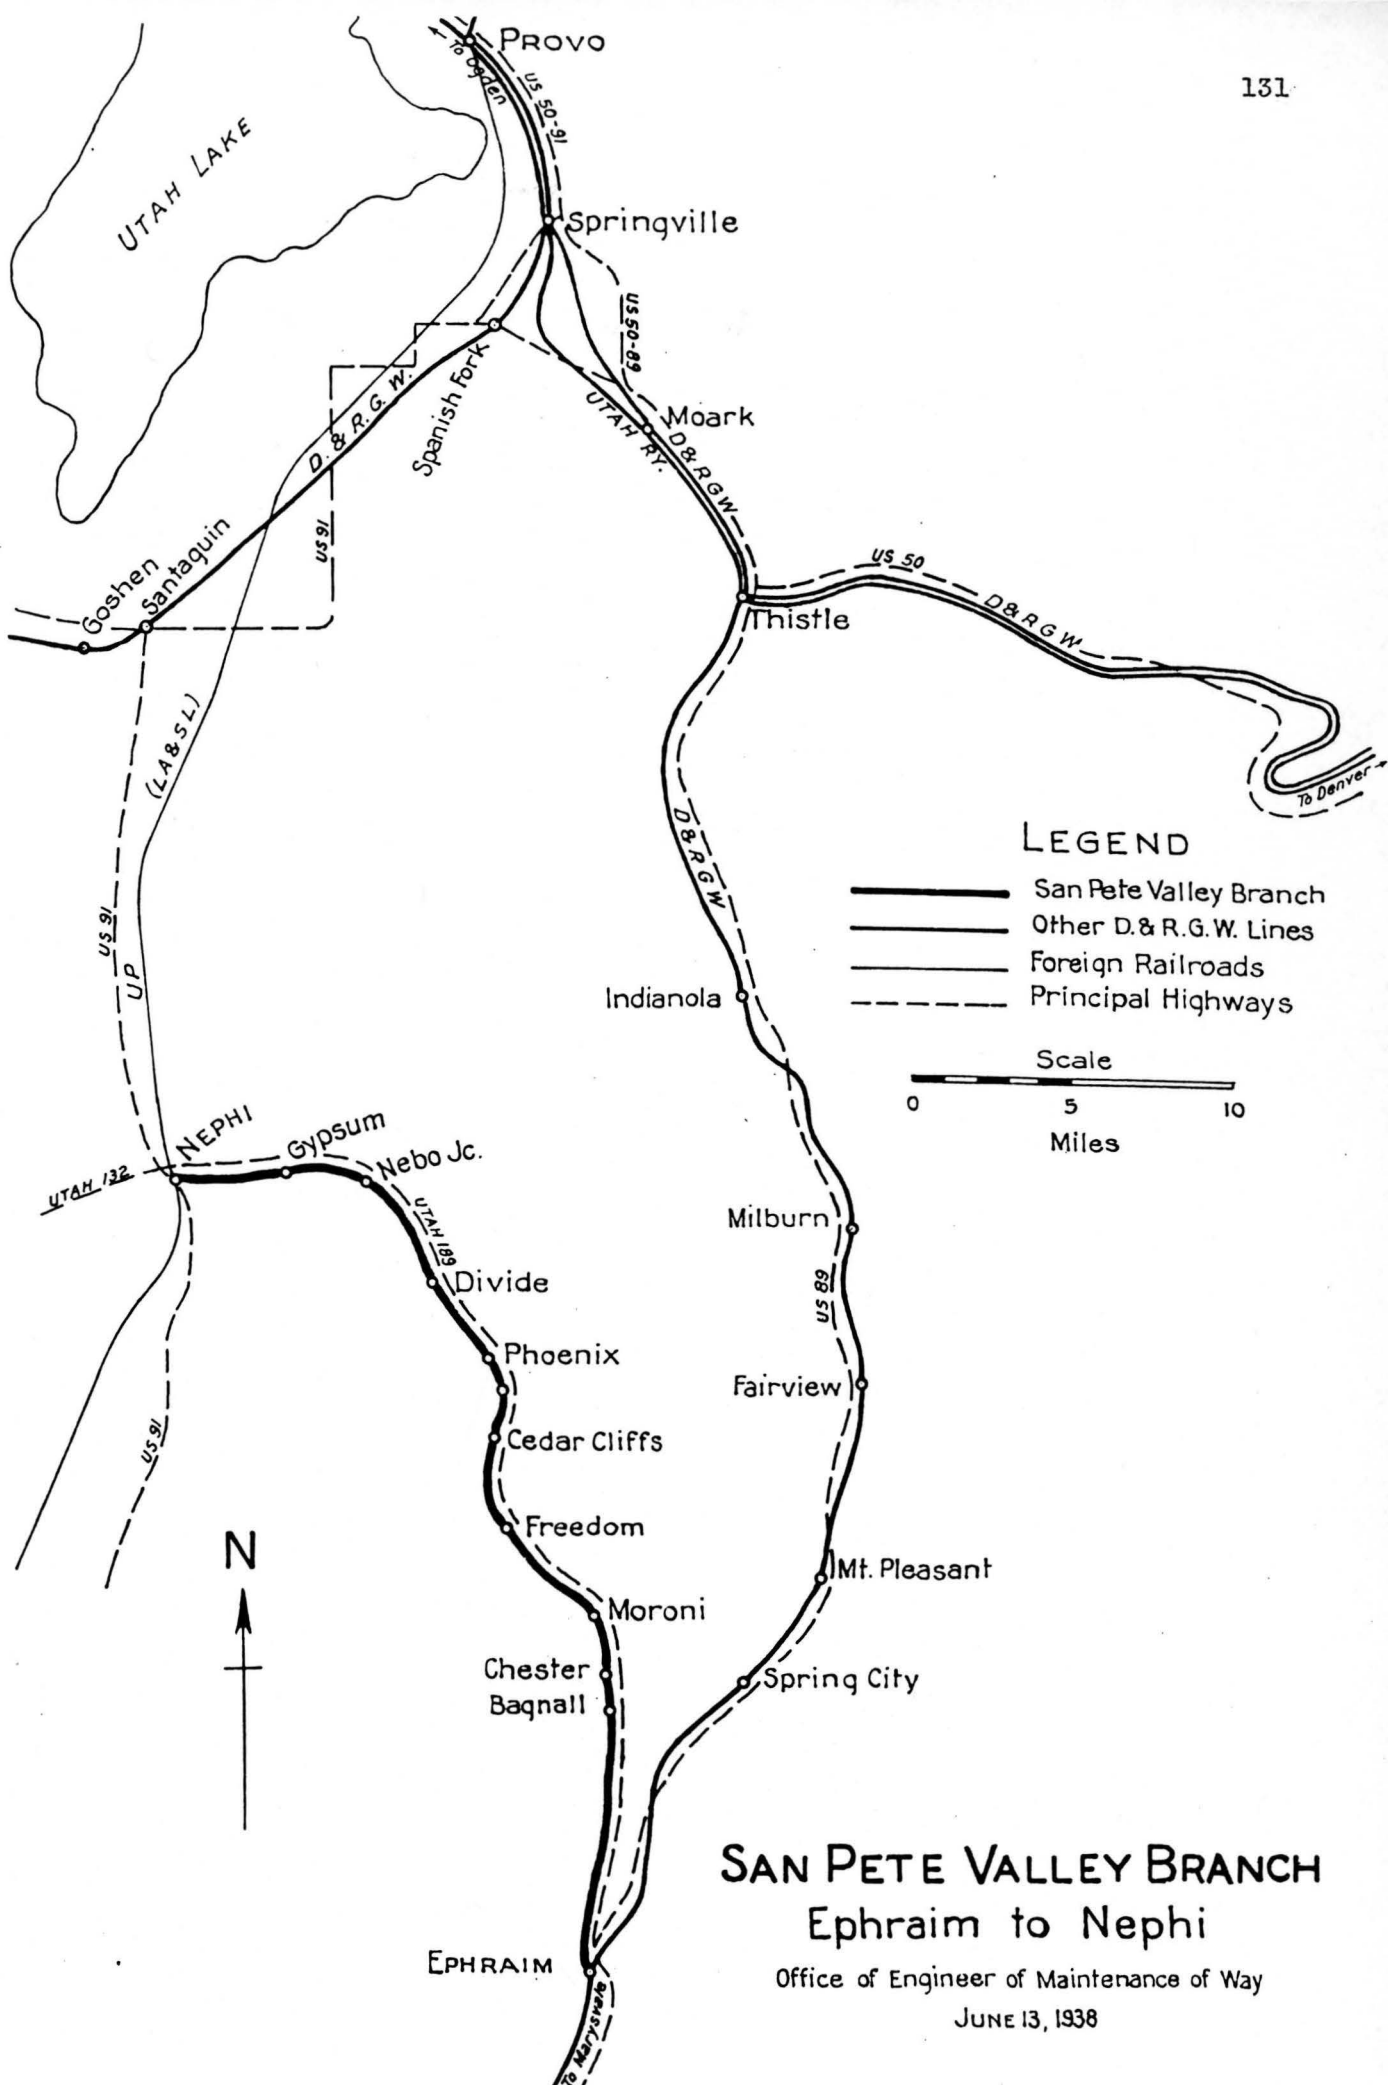 131
PROVO
To Ogden
US 50-91
UTAH LAKE
Springville
US 50-89
Spanish Fork
D. & R.G.W.
UTAH RY.
Moark
D&RGW
US 91
Goshen
Santaquin
US 50
D&RGW
Thistle
To Denver
(LA&SL)
D&RGW
LEGEND
San Pete Valley Branch
Other D.& R.G.W. Lines
Foreign Railroads
Principal Highways
US 91
UP
Indianola
Scale
0 5 10
Miles
NEPHI
Gypsum
Nebo Jc.
UTAH 132
UTAH 189
Milburn
Divide
US 89
Phoenix
Fairview
US 91
Cedar Cliffs
N
Freedom
Mt. Pleasant
Moroni
Chester
Bagnall
Spring City
SAN PETE VALLEY BRANCH
Ephraim to Nephi
EPHRAIM
Office of Engineer of Maintenance of Way
JUNE 13, 1938
To Marysvale